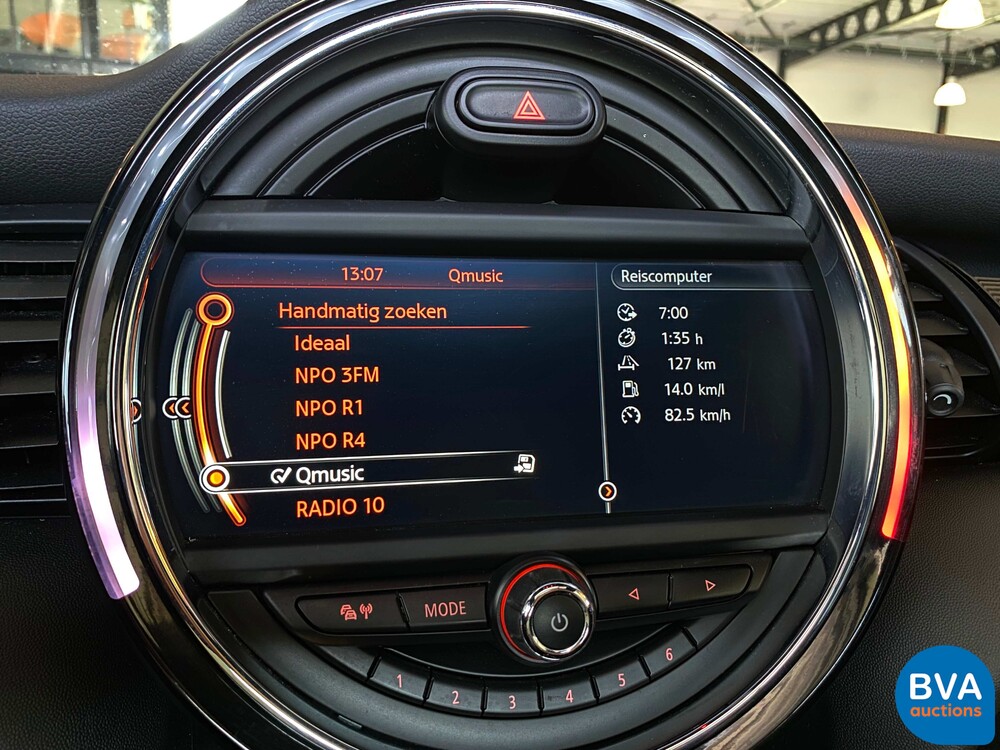 13:07 Qmusic
Handmatig zoeken
Ideaal
NPO 3FM
NPO R1
NPO R4
Qmusic
RADIO 10
Reiscomputer
7:00
1:35 h
127 km
14.0 km/l
82.5 km/h
MODE
1 2 3 4 5 6
BVA
auctions